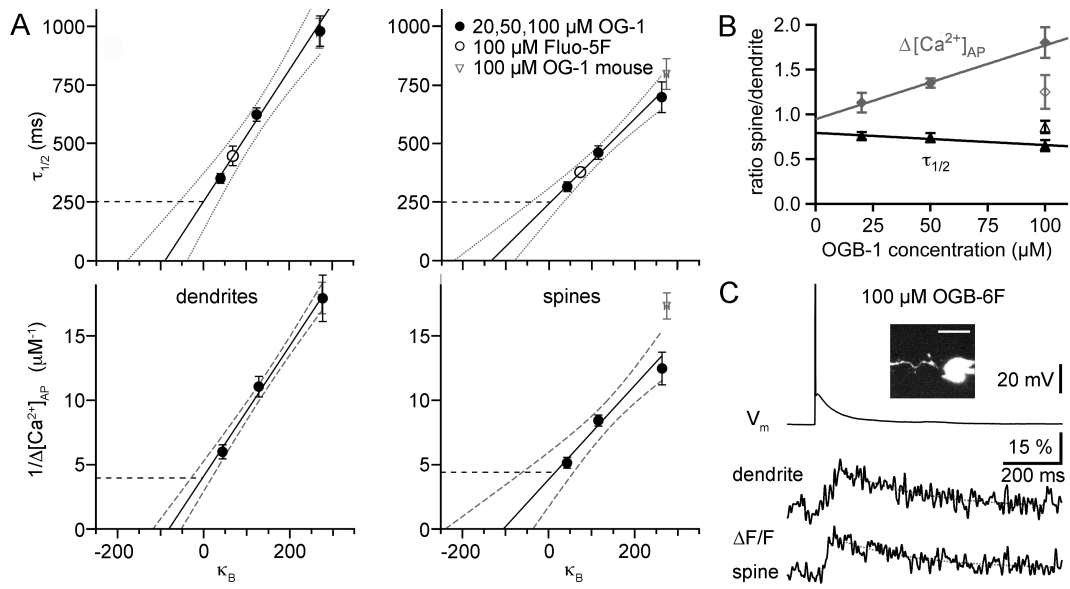 A
1000
750
500
250
0
τ1/2 (ms)
1000
750
500
250
0
20,50,100 µM OG-1
100 µM Fluo-5F
100 µM OG-1 mouse
dendrites
15
10
5
0
1/Δ[Ca2+]AP (µM-1)
-200
0
200
κB
spines
15
10
5
0
-200
0
200
κB
B
2.0
1.5
1.0
0.5
0.0
ratio spine/dendrite
Δ[Ca2+]AP
τ1/2
0
25
50
75
100
OGB-1 concentration (µM)
C
100 µM OGB-6F
20 mV
Vm
15 %
200 ms
dendrite
ΔF/F
spine